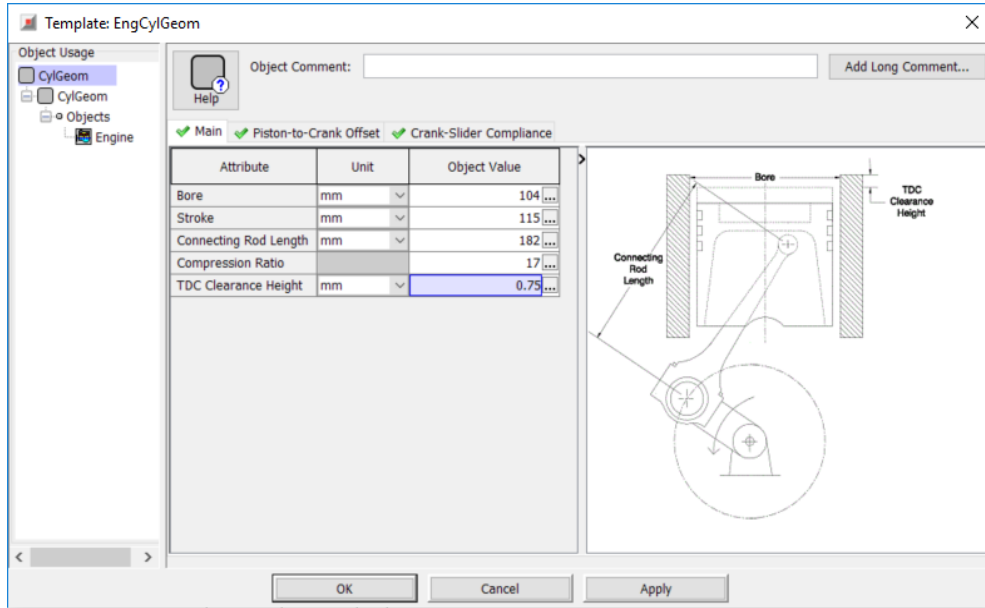 Template: EngCylGeom
Object Usage
CylGeom
CylGeom
Objects
Engine
Help
Object Comment:
Add Long Comment...
Main
Piston-to-Crank Offset
Crank-Slider Compliance
Attribute Unit Object Value
Bore mm 104 ...
Stroke mm 115 ...
Connecting Rod Length mm 182 ...
Compression Ratio 17 ...
TDC Clearance Height mm 0.75 ...
Bore
TDC
Clearance
Height
Connecting
Rod
Length
OK
Cancel
Apply